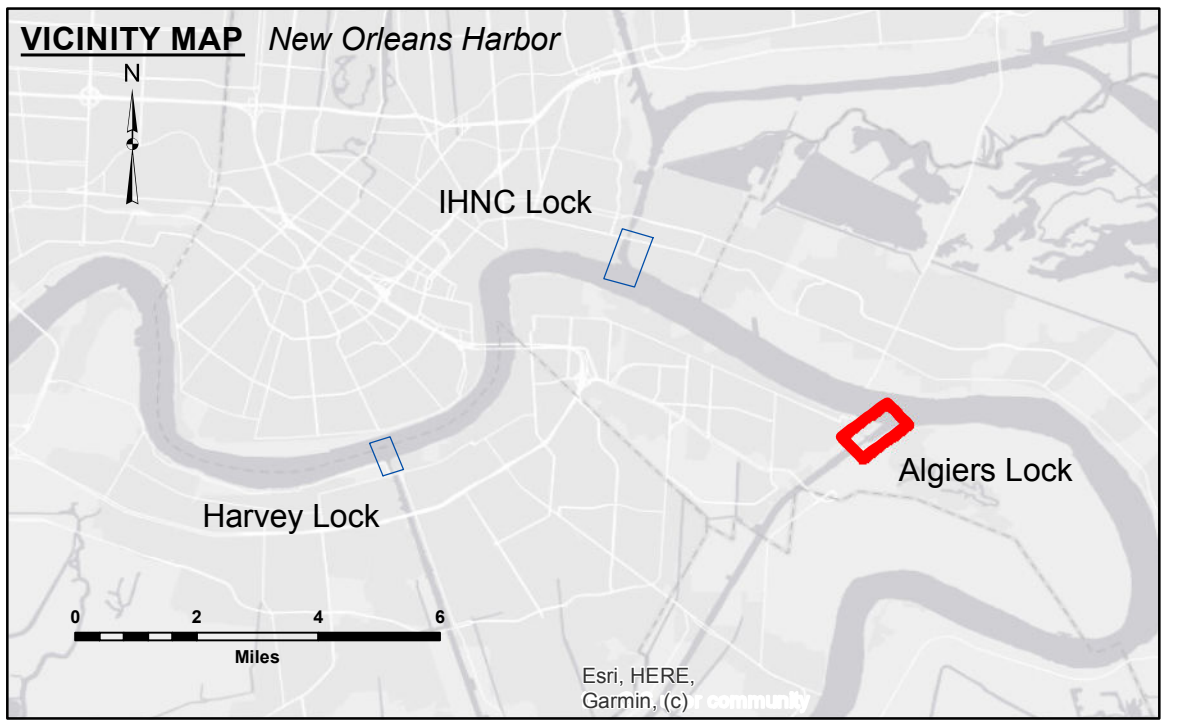 VICINITY MAP New Orleans Harbor
N
IHNC Lock
Algiers Lock
Harvey Lock
0 2 4 6
Miles
Esri, HERE,
Garmin, (c) r community